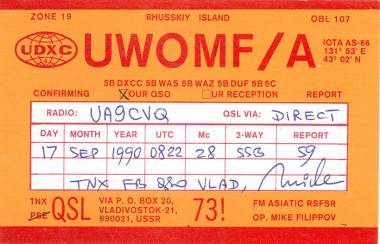 ZONE 19 RHUSSKIY ISLAND OBL 107
UDXC
UW0MF/A
IOTA AS-66
131° 53' E
43° 02' N
5B DXCC 5B WAS 5B WAZ 5B DUF 5B 5C
CONFIRMING XOUR QSO □UR RECEPTION REPORT
RADIO: UA9CVQ QSL VIA: DIRECT
DAY MONTH YEAR UTC Mc 2-WAY REPORT
17 SEP 1990 0822 28 SSB 59
TNX FB QSO VLAD,
TNX
PSE QSL
VIA P. O. BOX 20,
VLADIVOSTOK-21,
690021, USSR
73!
FM ASIATIC RSFSR
OP. MIKE FILIPPOV